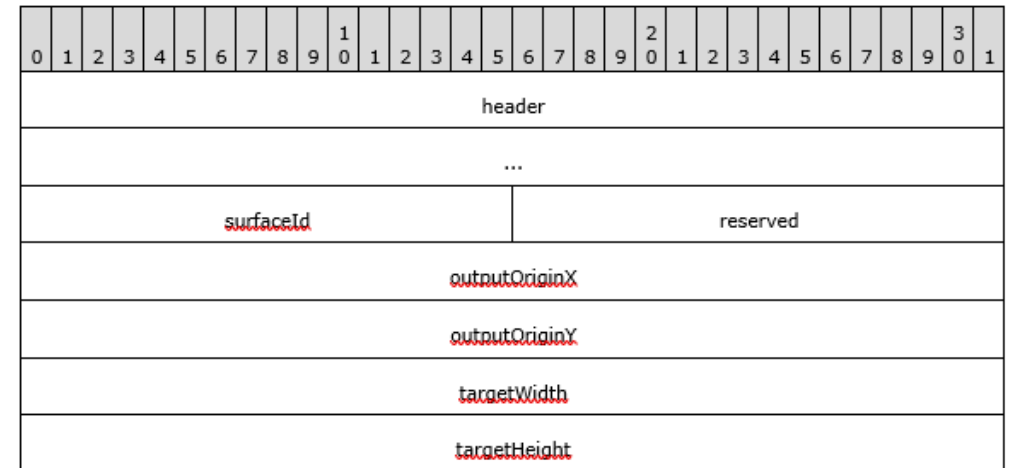 1 2 3
0 1 2 3 4 5 6 7 8 9 0 1 2 3 4 5 6 7 8 9 0 1 2 3 4 5 6 7 8 9 0 1
header
...
surfaceId reserved
outputOriginX
outputOriginY
targetWidth
targetHeight